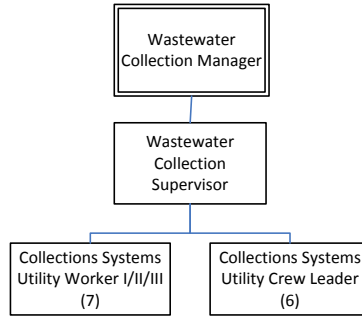 Wastewater
Collection Manager
Wastewater
Collection
Supervisor
Collections Systems
Utility Worker I/II/III
(7)
Collections Systems
Utility Crew Leader
(6)